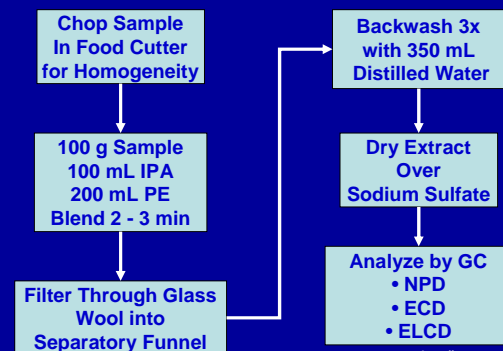 Chop Sample
In Food Cutter
for Homogeneity
100 g Sample
100 mL IPA
200 mL PE
Blend 2 - 3 min
Filter Through Glass
Wool into
Separatory Funnel
Backwash 3x
with 350 mL
Distilled Water
Dry Extract
Over
Sodium Sulfate
Analyze by GC
• NPD
• ECD
• ELCD